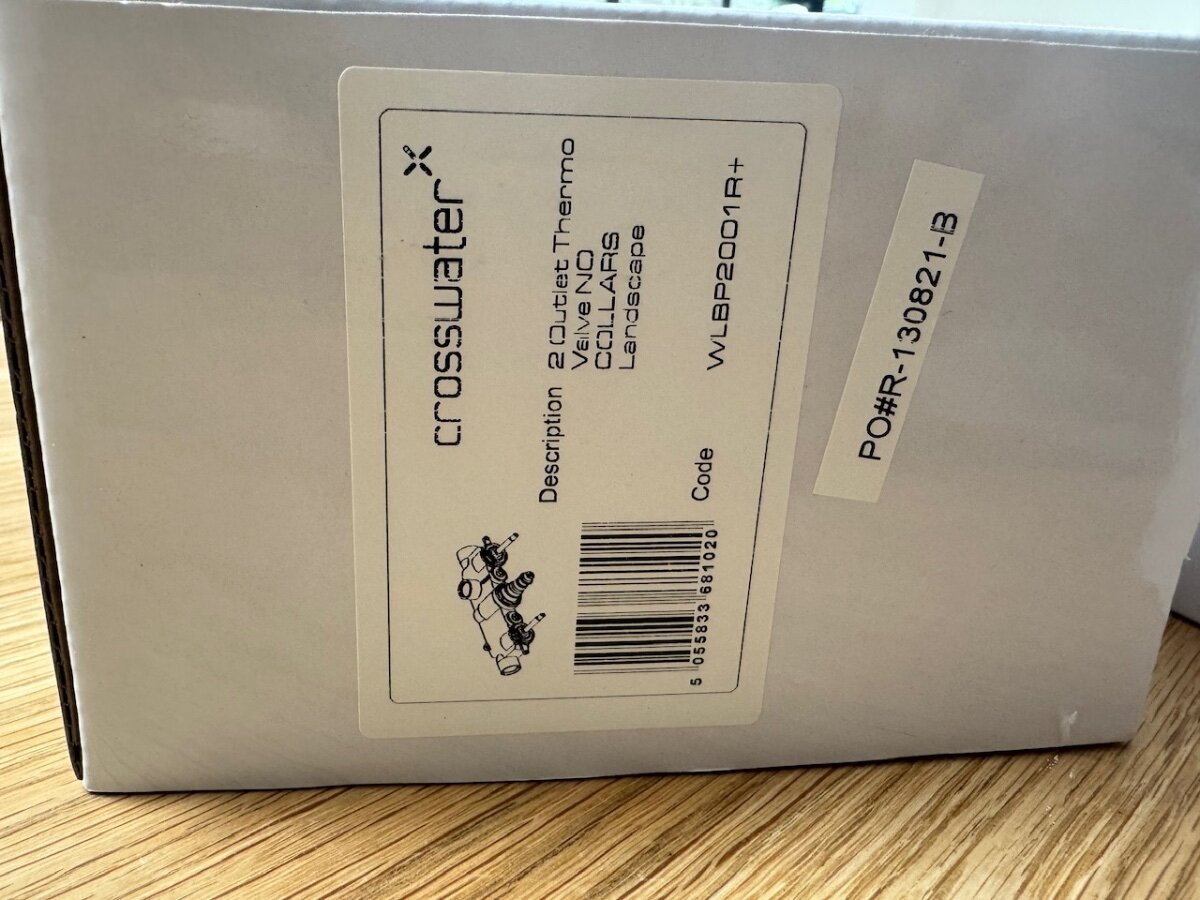 crosswater
Description 2 Outlet Thermo
Valve NO
COLLARS
Landscape
Code WLBP2001R+
5 055833 681020
PO#R-130821-B